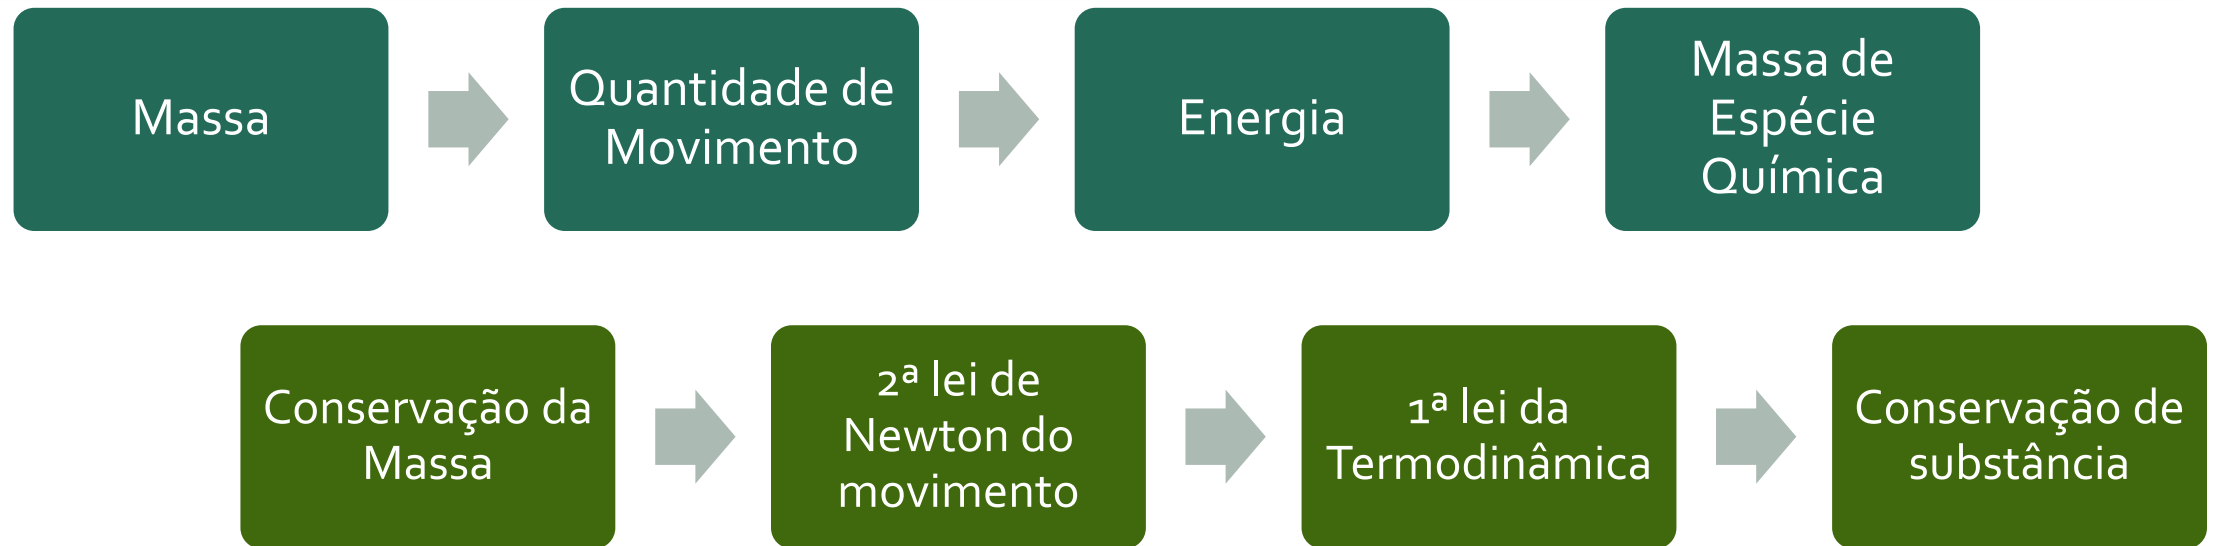 Massa
Quantidade de
Movimento
Energia
Massa de
Espécie
Química
Conservação da
Massa
2ª lei de
Newton do
movimento
1ª lei da
Termodinâmica
Conservação de
substância